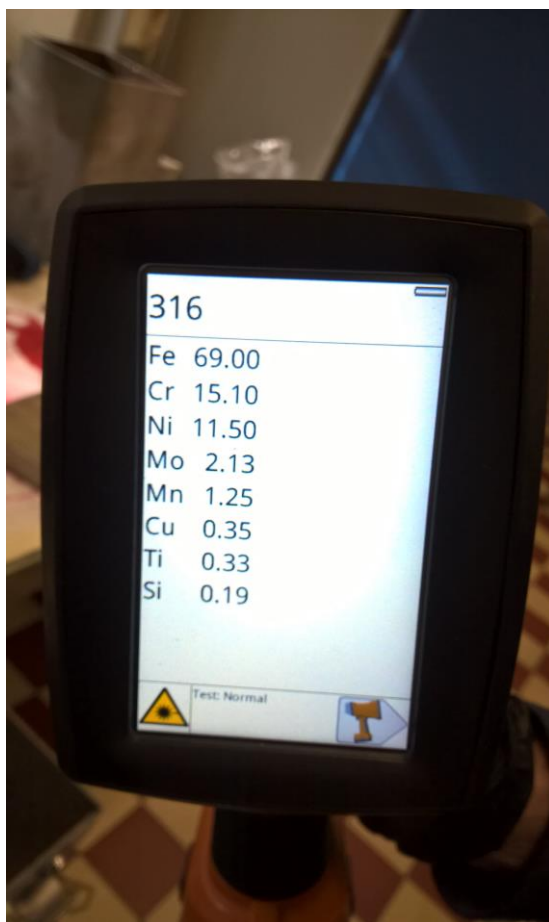 316
Fe 69.00
Cr 15.10
Ni 11.50
Mo 2.13
Mn 1.25
Cu 0.35
Ti 0.33
Si 0.19
Test: Normal